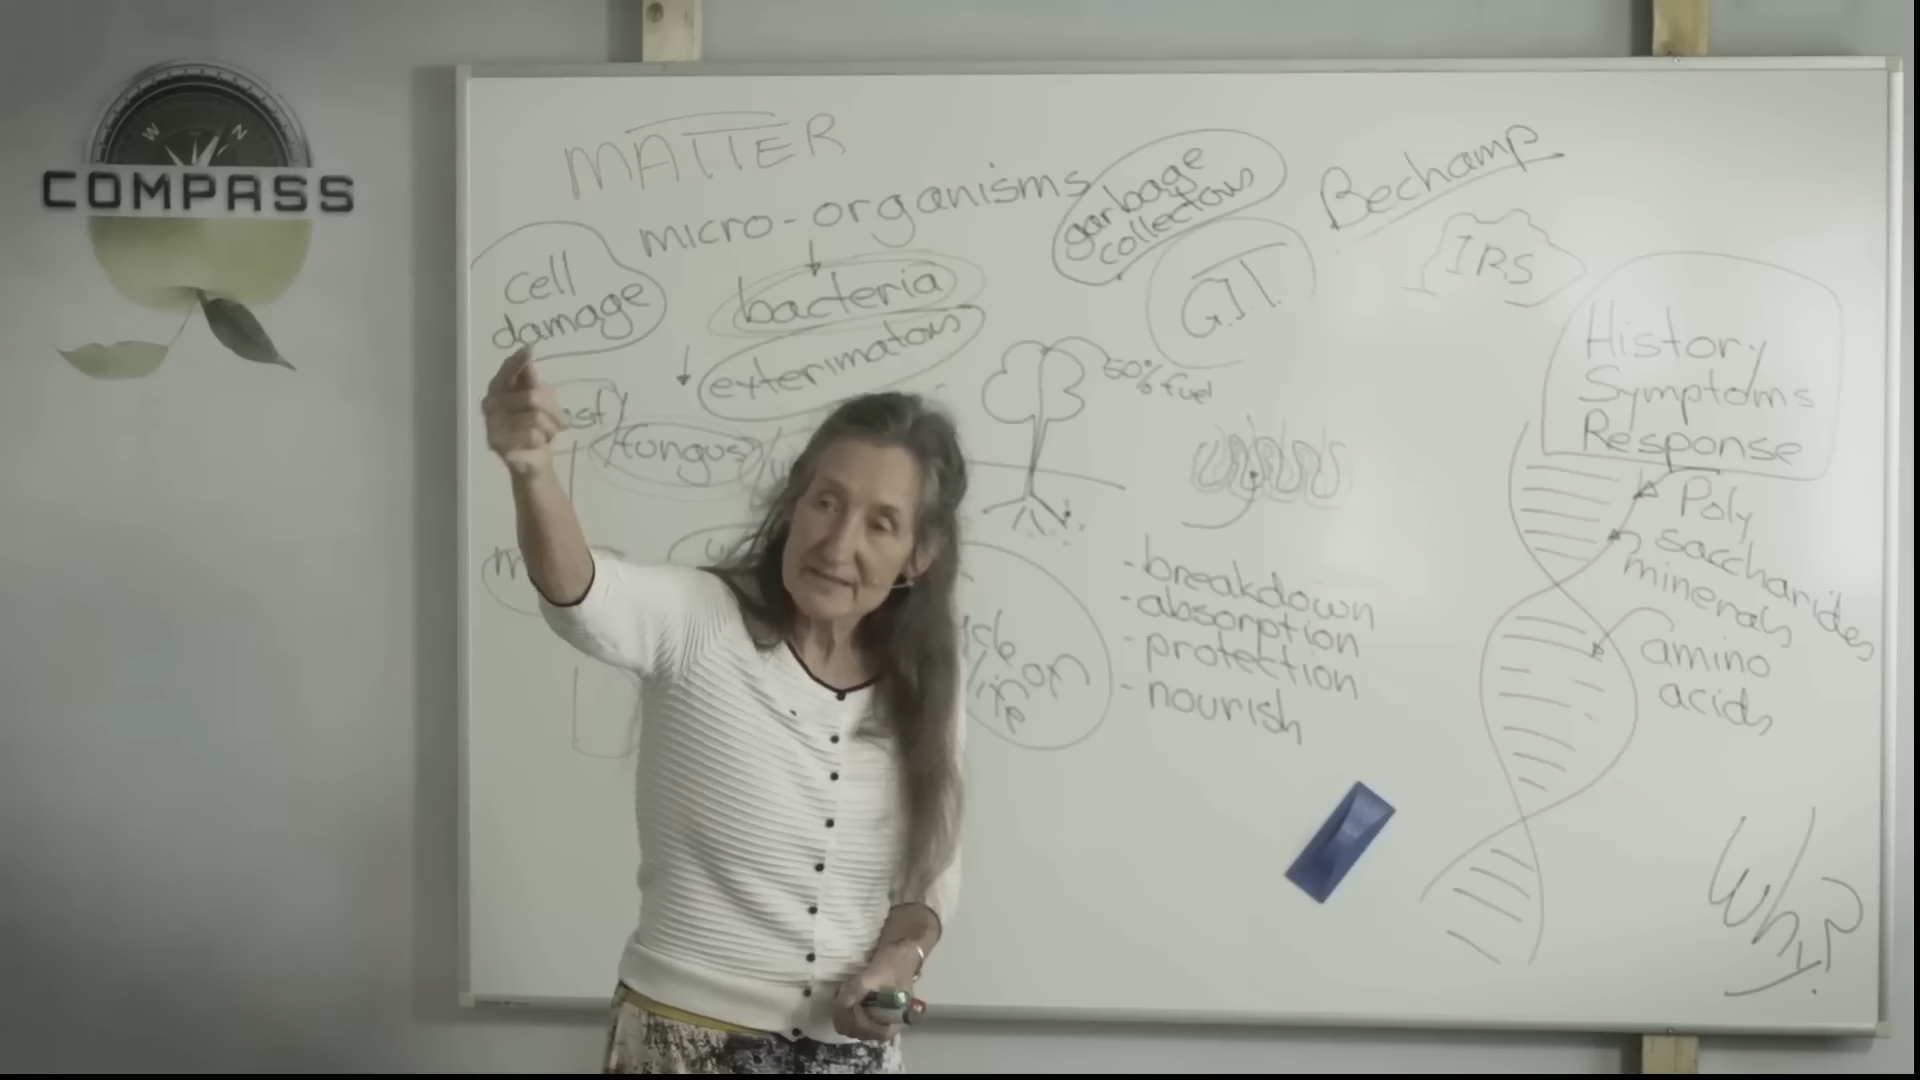 W N
COMPASS
MATTER
micro-organisms
garbage
collectors
Bechamp
cell
damage
bacteria
exterimators
G.I.T.
IRS
50% fuel
fungus
History
Symptoms
Response
Poly
saccharides
minerals
amino
acids
- breakdown
- absorption
- protection
- nourish
Why?